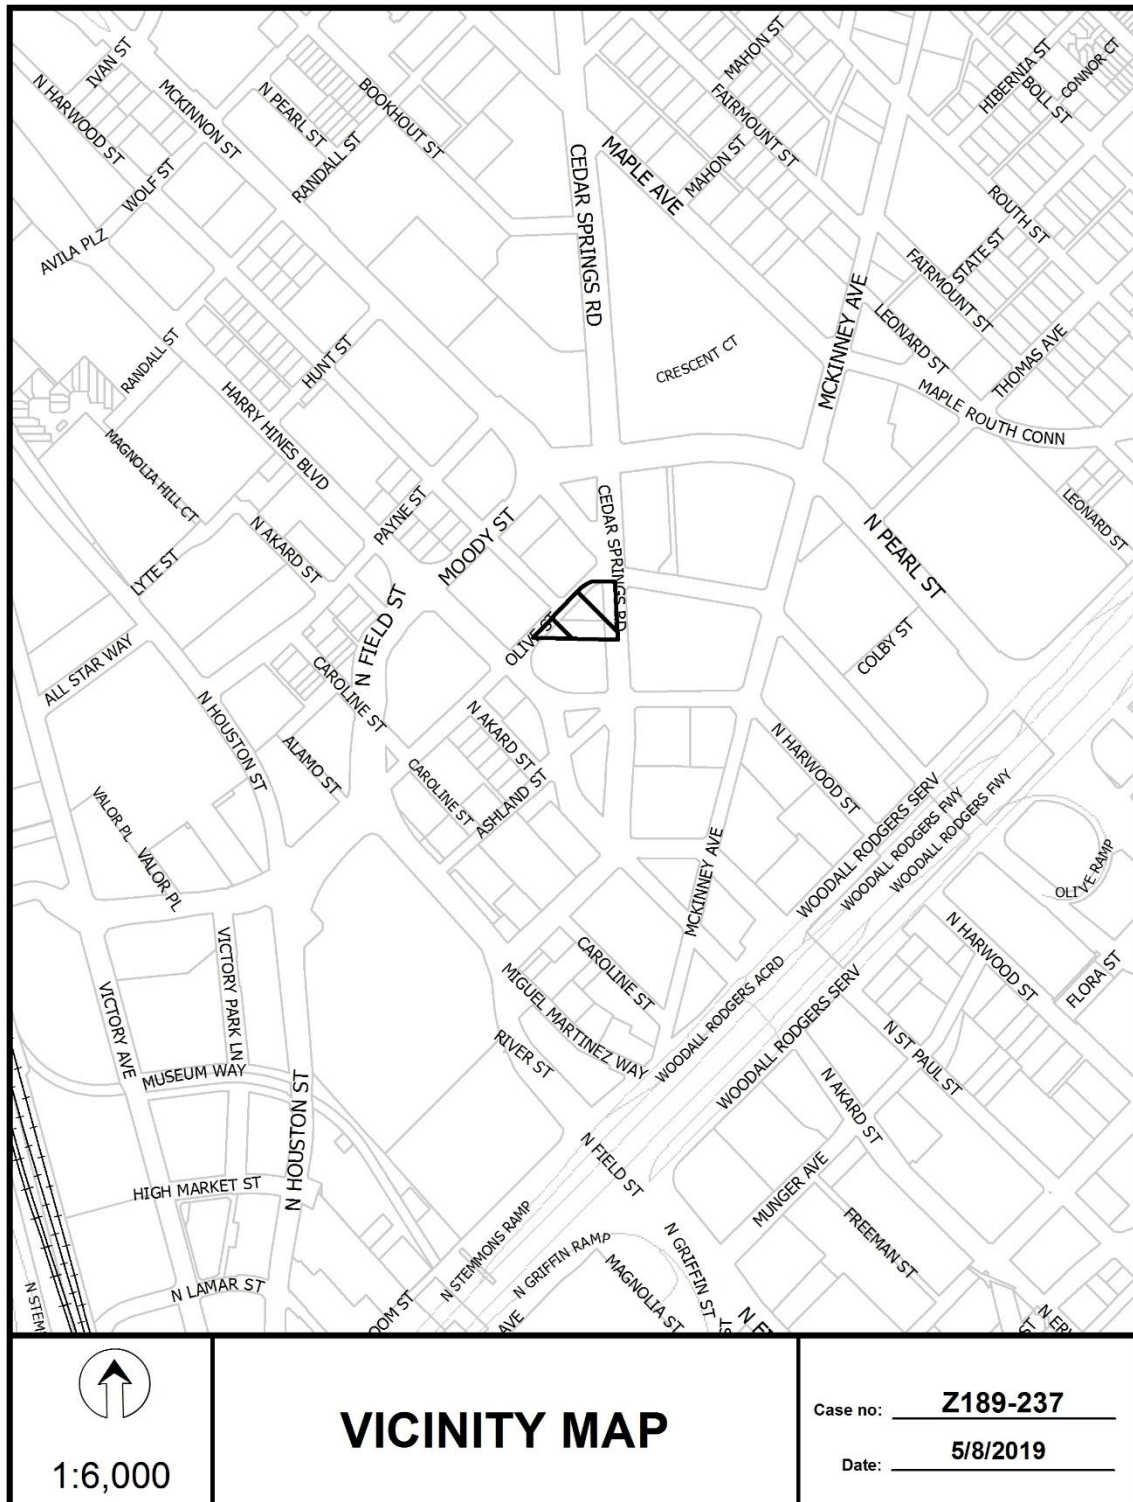 IVAN ST
MAHON ST
HIBERNIA ST
CONNOR CT
BOLL ST
N HARWOOD ST
MCKINNON ST
N PEARL ST
BOOKHOUT ST
FAIRMOUNT ST
RANDALL ST
CEDAR SPRINGS RD
MAPLE AVE
MAHON ST
WOLF ST
ROUTH ST
AVILA PLZ
STATE ST
FAIRMOUNT ST
MCKINNEY AVE
LEONARD ST
RANDALL ST
HUNT ST
CRESCENT CT
THOMAS AVE
HARRY HINES BLVD
MAPLE ROUTH CONN
MAGNOLIA HILL CT
PAYNE ST
CEDAR SPRINGS RD
LEONARD ST
N AKARD ST
MOODY ST
N PEARL ST
LYTE ST
N FIELD ST
OLIVE ST
COLBY ST
ALL STAR WAY
CAROLINE ST
N HOUSTON ST
N AKARD ST
N HARWOOD ST
ALAMO ST
CAROLINE ST
ASHLAND ST
WOODALL RODGERS SERV
WOODALL RODGERS FWY
WOODALL RODGERS FWY
VALOR PL
VALOR PL
MCKINNEY AVE
OLIVE RAMP
VICTORY PARK LN
CAROLINE ST
N HARWOOD ST
FLORA ST
VICTORY AVE
MIGUEL MARTINEZ WAY
WOODALL RODGERS ACRD
WOODALL RODGERS SERV
RIVER ST
N ST PAUL ST
MUSEUM WAY
N AKARD ST
N HOUSTON ST
N FIELD ST
HIGH MARKET ST
MUNGER AVE
FREEMAN ST
N STEMMONS RAMP
N GRIFFIN RAMP
N GRIFFIN ST
MAGNOLIA ST
N LAMAR ST
N STEM
OOM ST
AVE
ST
N F
ST
N ER
1:6,000
VICINITY MAP
Case no: Z189-237
Date: 5/8/2019